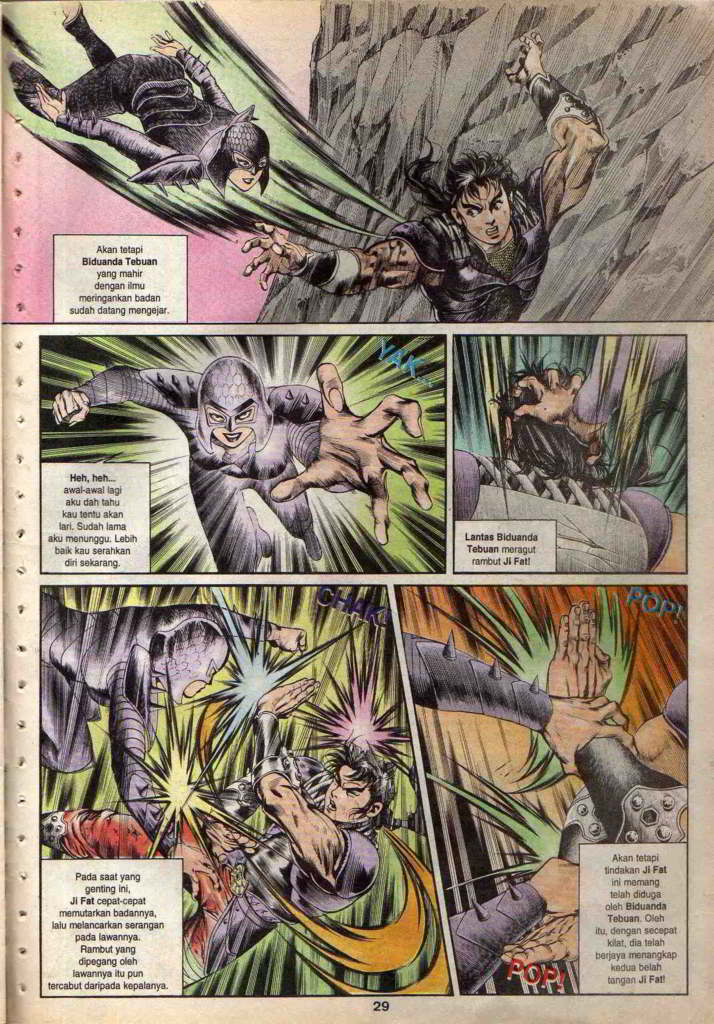 Akan tetapi
Biduanda Tebuan
yang mahir
dengan ilmu
meringankan badan
sudah datang mengejar.
YAK...
Heh, heh...
awal-awal lagi
aku dah tahu
kau tentu akan
lari. Sudah lama
aku menunggu. Lebih
baik kau serahkan
diri sekarang.
Lantas Biduanda
Tebuan meragut
rambut Ji Fat!
CHAK!
Pada saat yang
genting ini,
Ji Fat cepat-cepat
memutarkan badannya,
lalu melancarkan serangan
pada lawannya.
Rambut yang
dipegang oleh
lawannya itu pun
tercabut daripada kepalanya.
POP!
Akan tetapi
tindakan Ji Fat
ini memang
telah diduga
oleh Biduanda
Tebuan. Oleh
itu, dengan secepat
kilat, dia telah
berjaya menangkap
kedua belah
tangan Ji Fat!
POP!
29